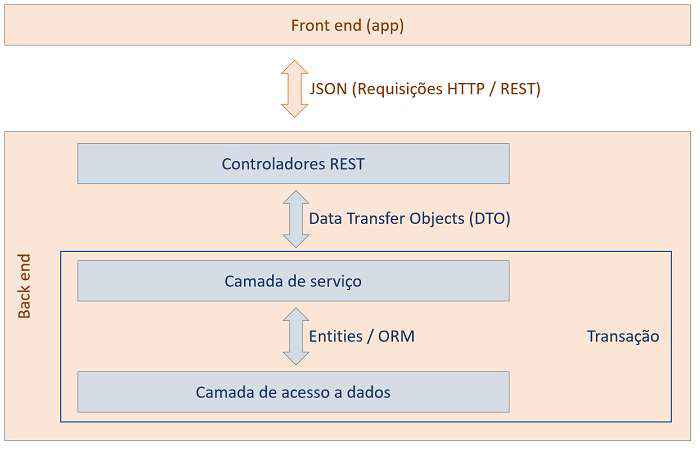 Front end (app)
JSON (Requisições HTTP / REST)
Controladores REST
Data Transfer Objects (DTO)
Back end
Camada de serviço
Entities / ORM
Transação
Camada de acesso a dados